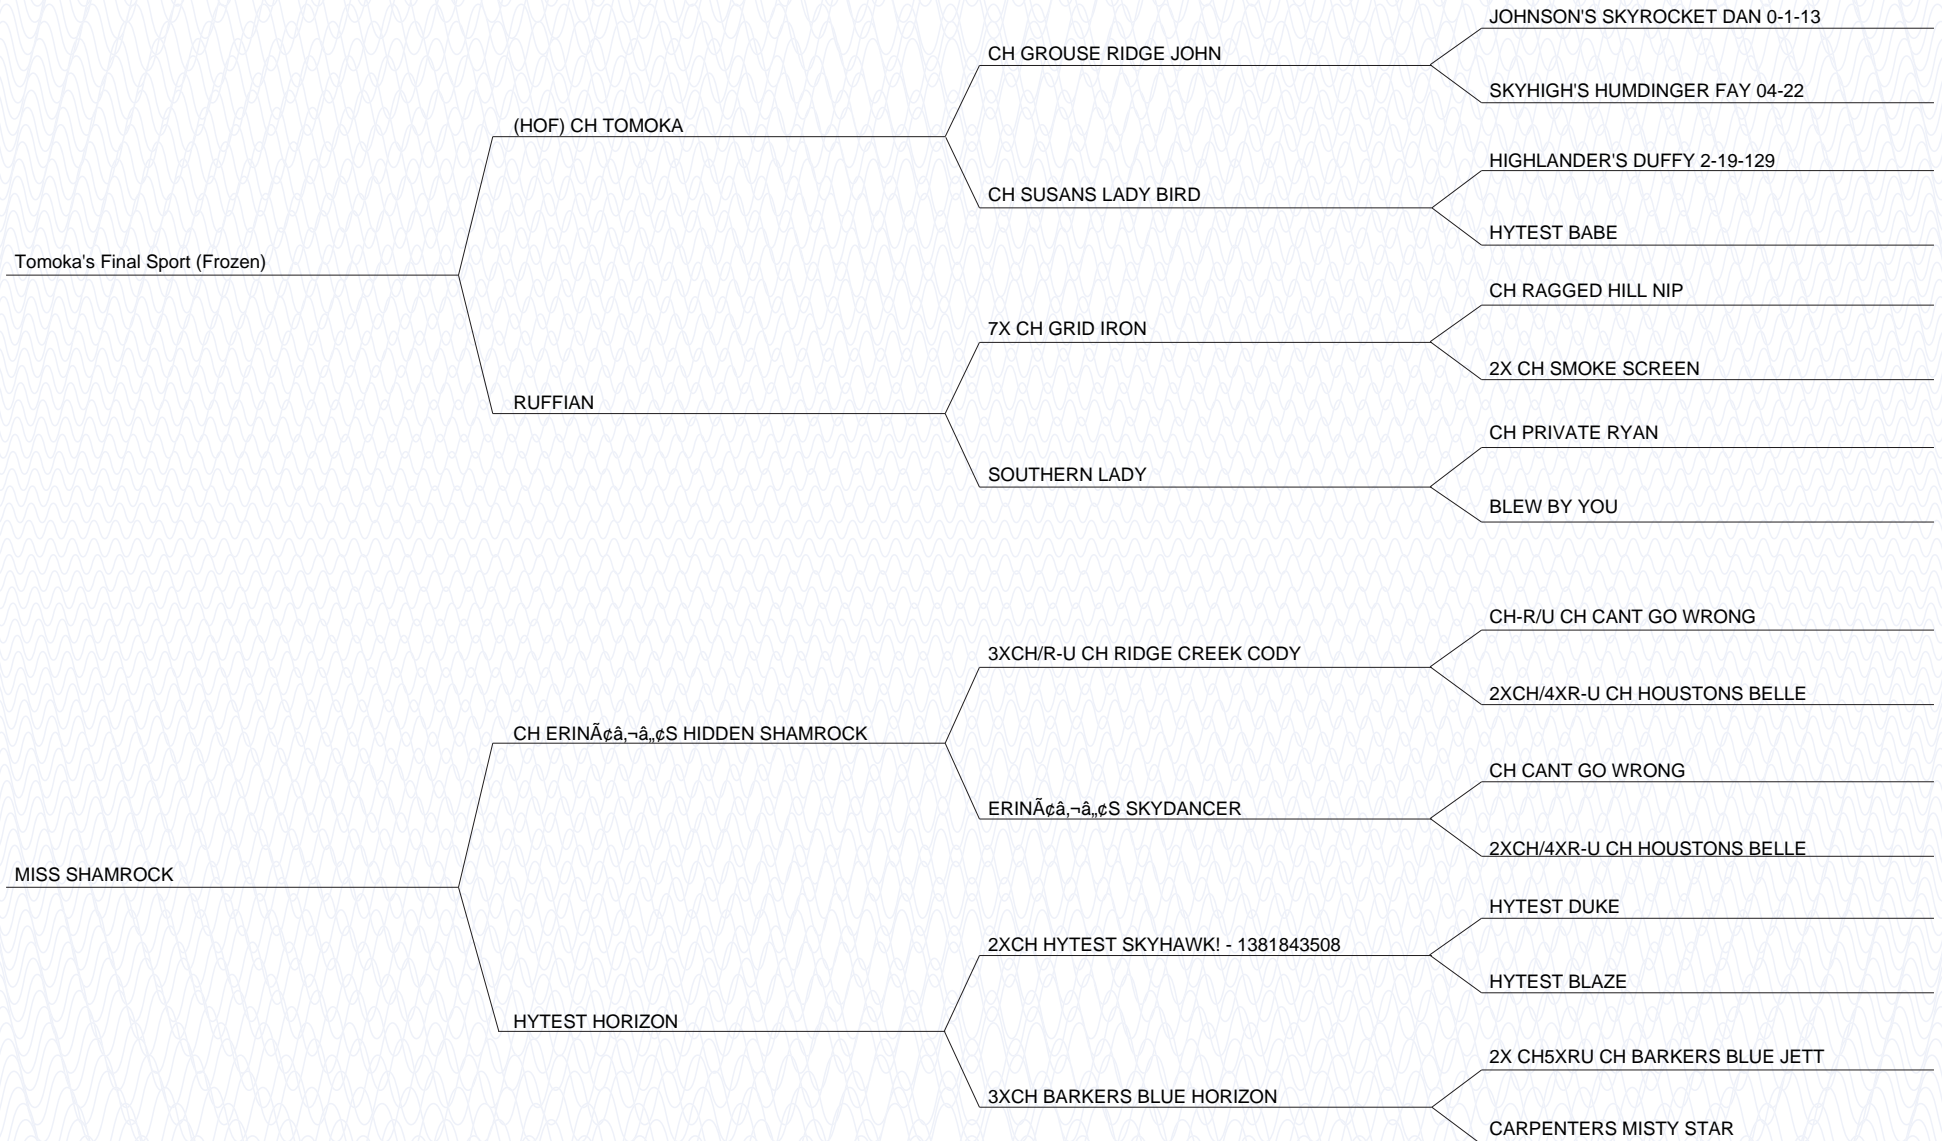 JOHNSON'S SKYROCKET DAN 0-1-13
CH GROUSE RIDGE JOHN
SKYHIGH'S HUMDINGER FAY 04-22
(HOF) CH TOMOKA
HIGHLANDER'S DUFFY 2-19-129
CH SUSANS LADY BIRD
HYTEST BABE
Tomoka's Final Sport (Frozen)
CH RAGGED HILL NIP
7X CH GRID IRON
2X CH SMOKE SCREEN
RUFFIAN
CH PRIVATE RYAN
SOUTHERN LADY
BLEW BY YOU
CH-R/U CH CANT GO WRONG
3XCH/R-U CH RIDGE CREEK CODY
2XCH/4XR-U CH HOUSTONS BELLE
CH ERINÃ¢â‚¬â„¢S HIDDEN SHAMROCK
CH CANT GO WRONG
ERINÃ¢â‚¬â„¢S SKYDANCER
2XCH/4XR-U CH HOUSTONS BELLE
MISS SHAMROCK
HYTEST DUKE
2XCH HYTEST SKYHAWK! - 1381843508
HYTEST BLAZE
HYTEST HORIZON
2X CH5XRU CH BARKERS BLUE JETT
3XCH BARKERS BLUE HORIZON
CARPENTERS MISTY STAR